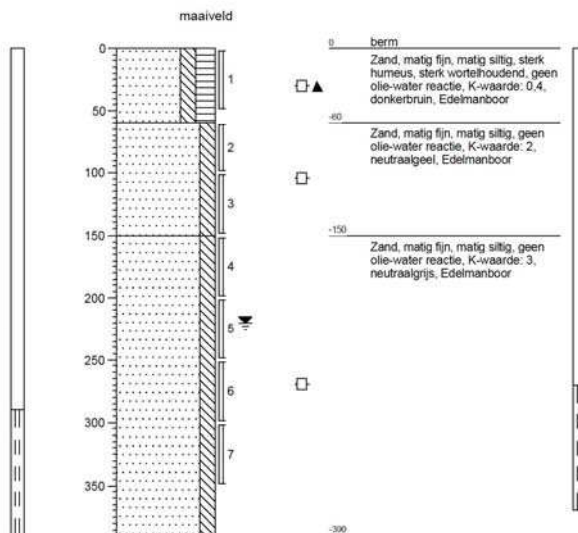 maaiveld
0
50
100
150
200
250
300
350
1
2
3
4
5
6
7
0
berm
Zand, matig fijn, matig siltig, sterk
humeus, sterk wortelhoudend, geen
olie-water reactie, K-waarde: 0,4,
donkerbruin, Edelmanboor
-60
Zand, matig fijn, matig siltig, geen
olie-water reactie, K-waarde: 2,
neutraalgeel, Edelmanboor
-150
Zand, matig fijn, matig siltig, geen
olie-water reactie, K-waarde: 3,
neutraalgrijs, Edelmanboor
-390